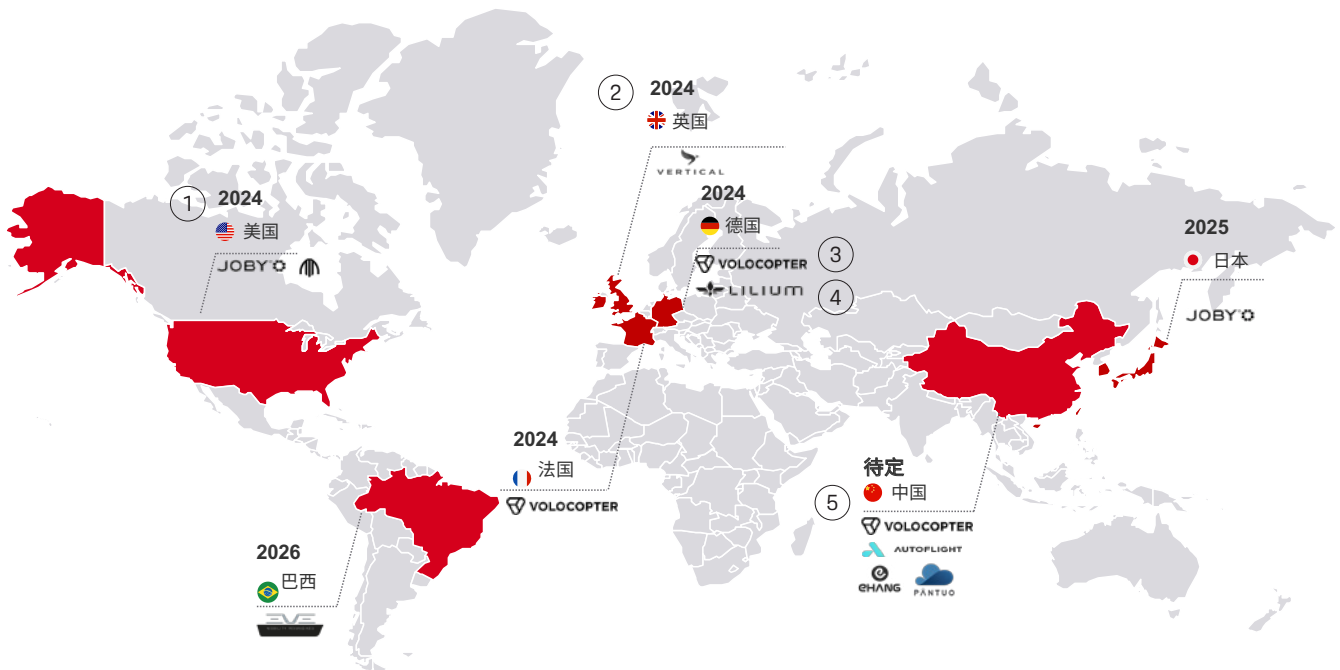 1
2024
美国
JOBY
2
2024
英国
VERTICAL
2024
德国
VOLOCOPTER
3
LILIUM
4
2025
日本
JOBY
2024
法国
VOLOCOPTER
待定
5
中国
VOLOCOPTER
AUTOFLIGHT
EHANG
PANTUO
2026
巴西
EVE